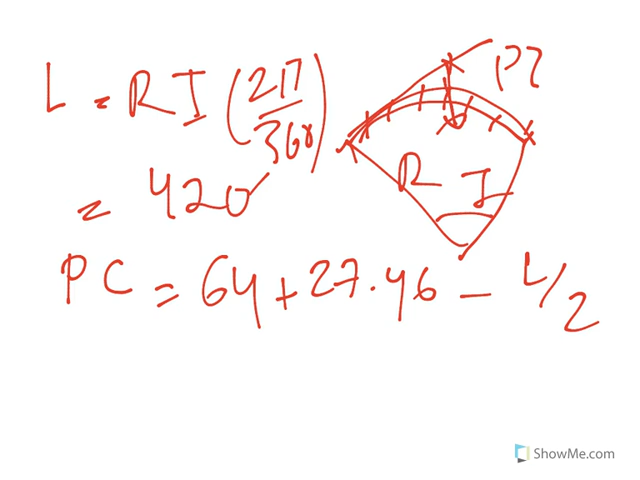 L = R I (2π/360)
= 420'
PC = 64+27.46 - L/2
PI
R I
ShowMe.com